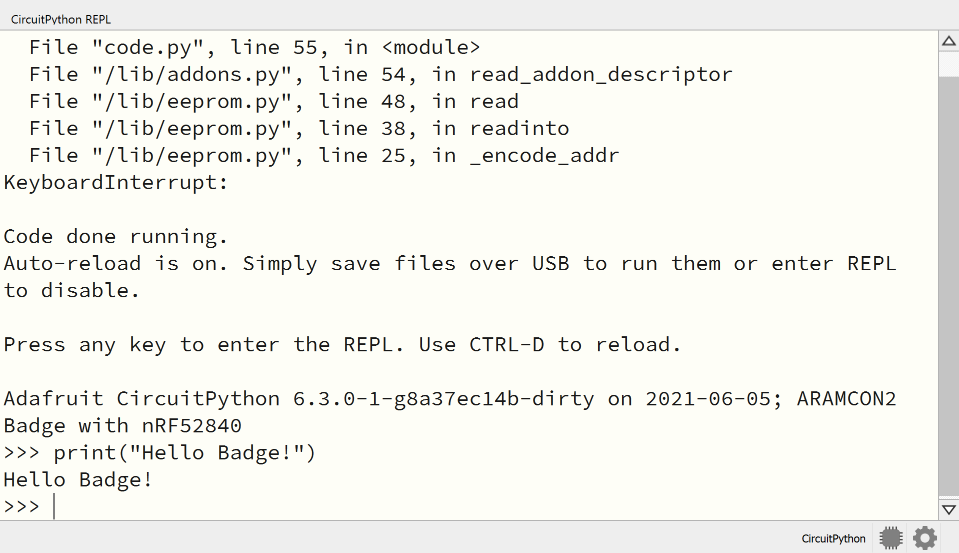 CircuitPython REPL
File "code.py", line 55, in <module>
File "/lib/addons.py", line 54, in read_addon_descriptor
File "/lib/eeprom.py", line 48, in read
File "/lib/eeprom.py", line 38, in readinto
File "/lib/eeprom.py", line 25, in _encode_addr
KeyboardInterrupt:
Code done running.
Auto-reload is on. Simply save files over USB to run them or enter REPL
to disable.
Press any key to enter the REPL. Use CTRL-D to reload.
Adafruit CircuitPython 6.3.0-1-g8a37ec14b-dirty on 2021-06-05; ARAMCON2
Badge with nRF52840
>>> print("Hello Badge!")
Hello Badge!
>>>
CircuitPython